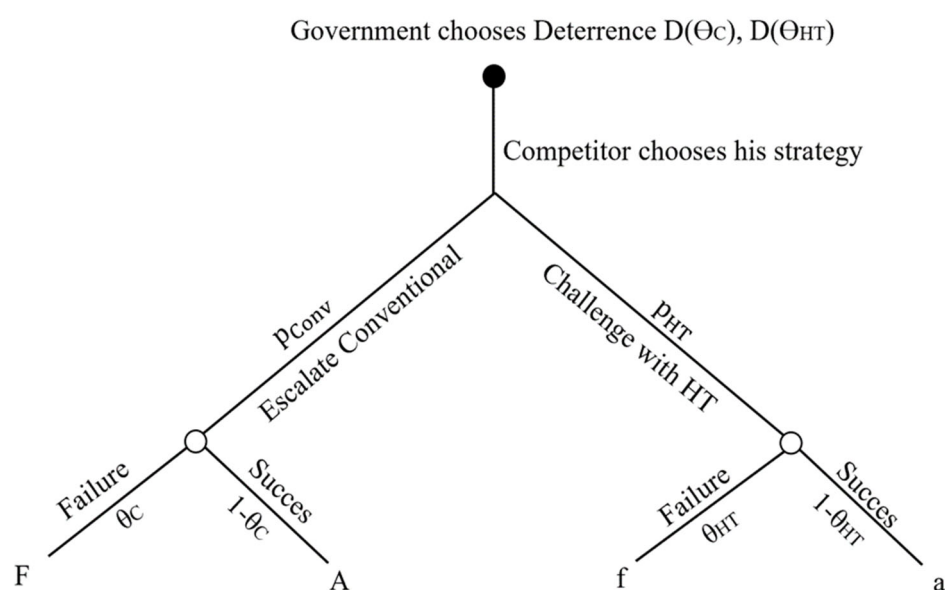 Government chooses Deterrence D(ϴC), D(ϴHT)
Competitor chooses his strategy
pConv
Escalate Conventional
pHT
Challenge with HT
Failure
θC
Succes
1-θC
Failure
θHT
Succes
1-θHT
F
A
f
a